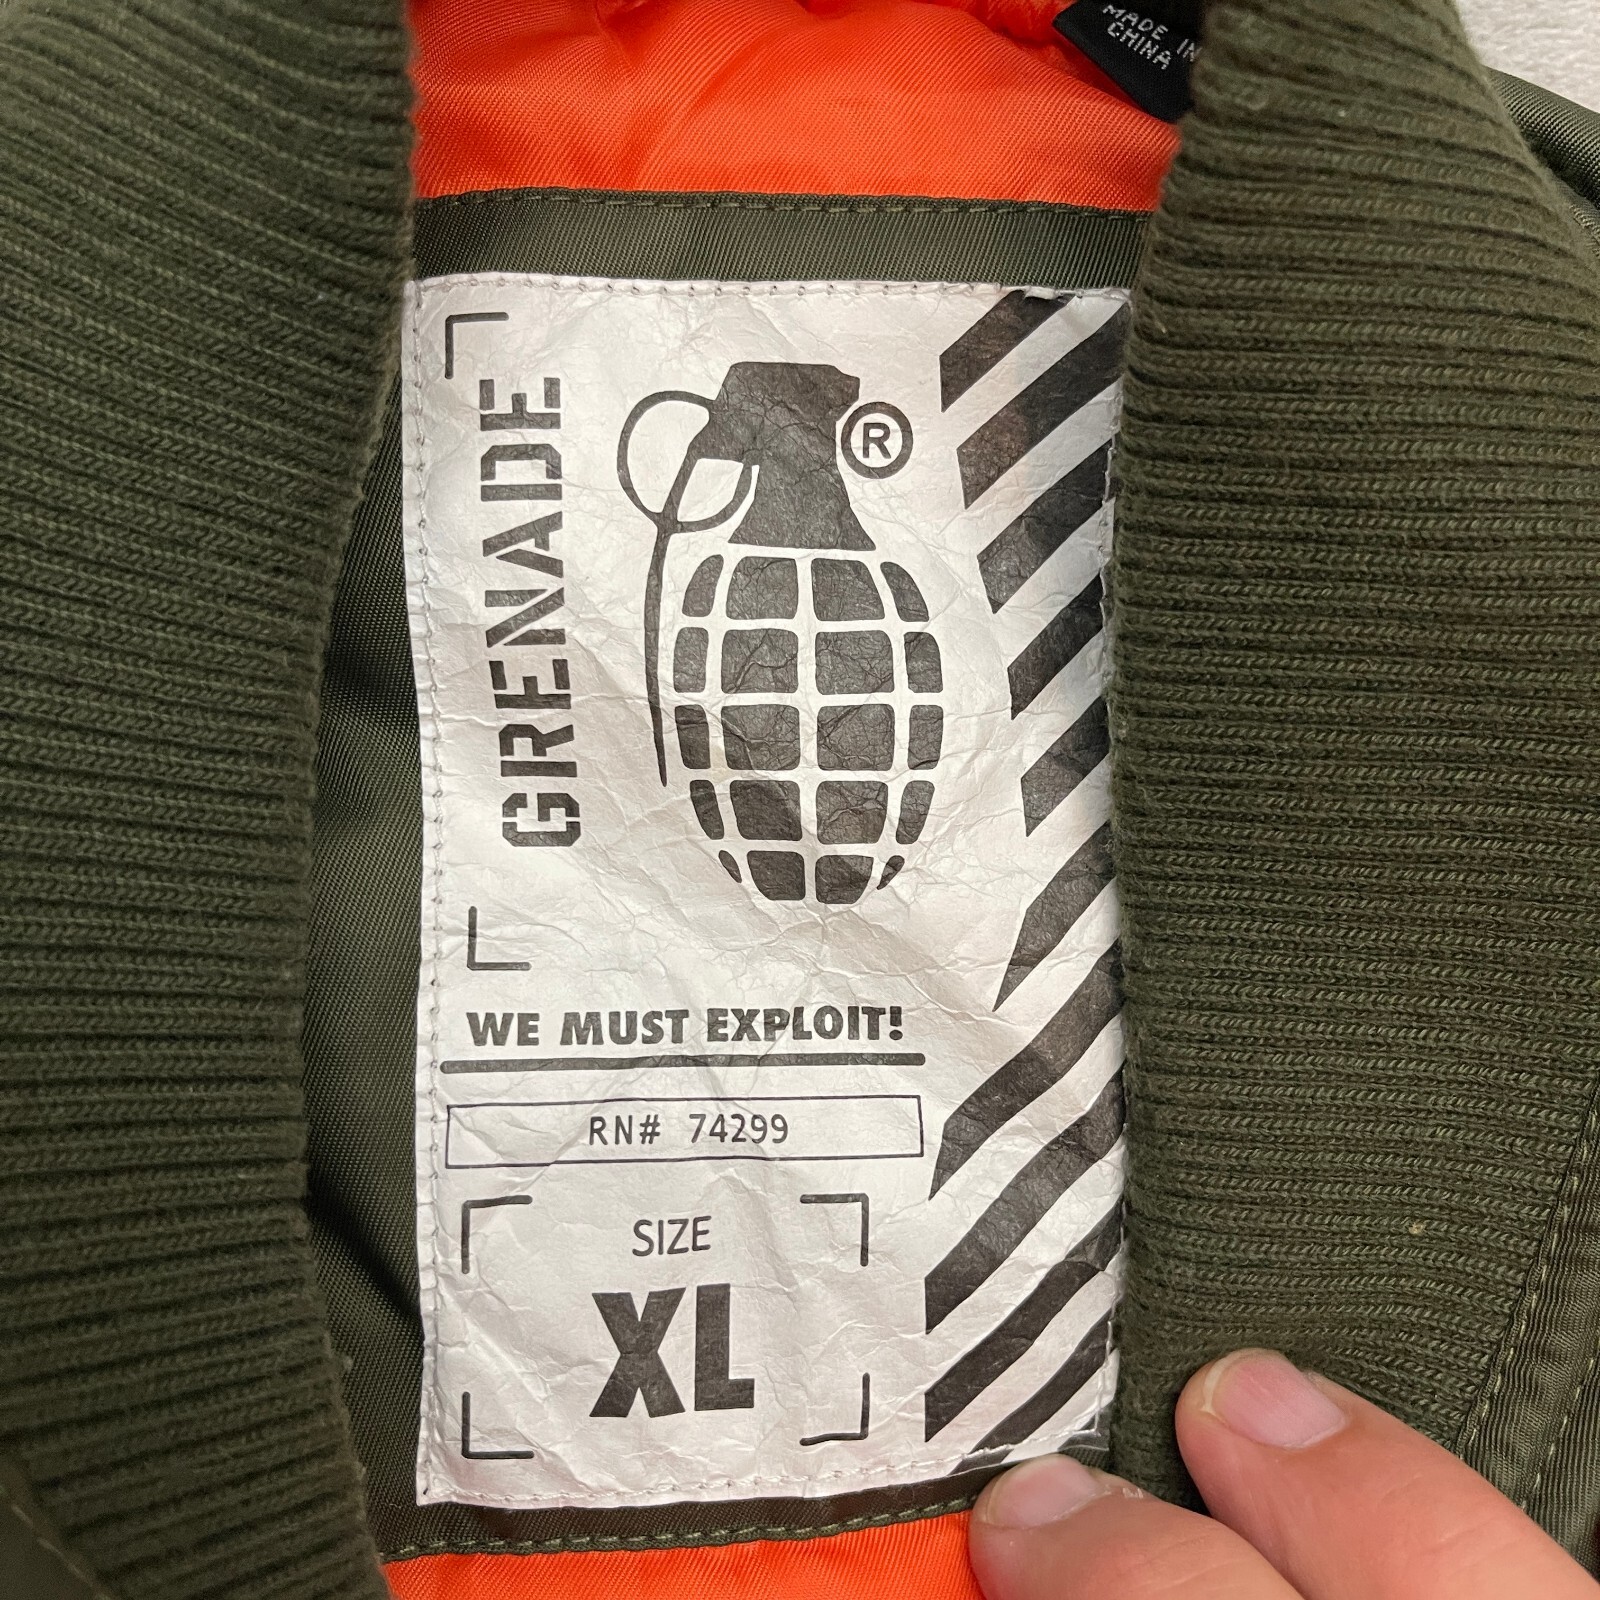 MADE IN
CHINA
GRENADE
®
WE MUST EXPLOIT!
RN# 74299
SIZE
XL